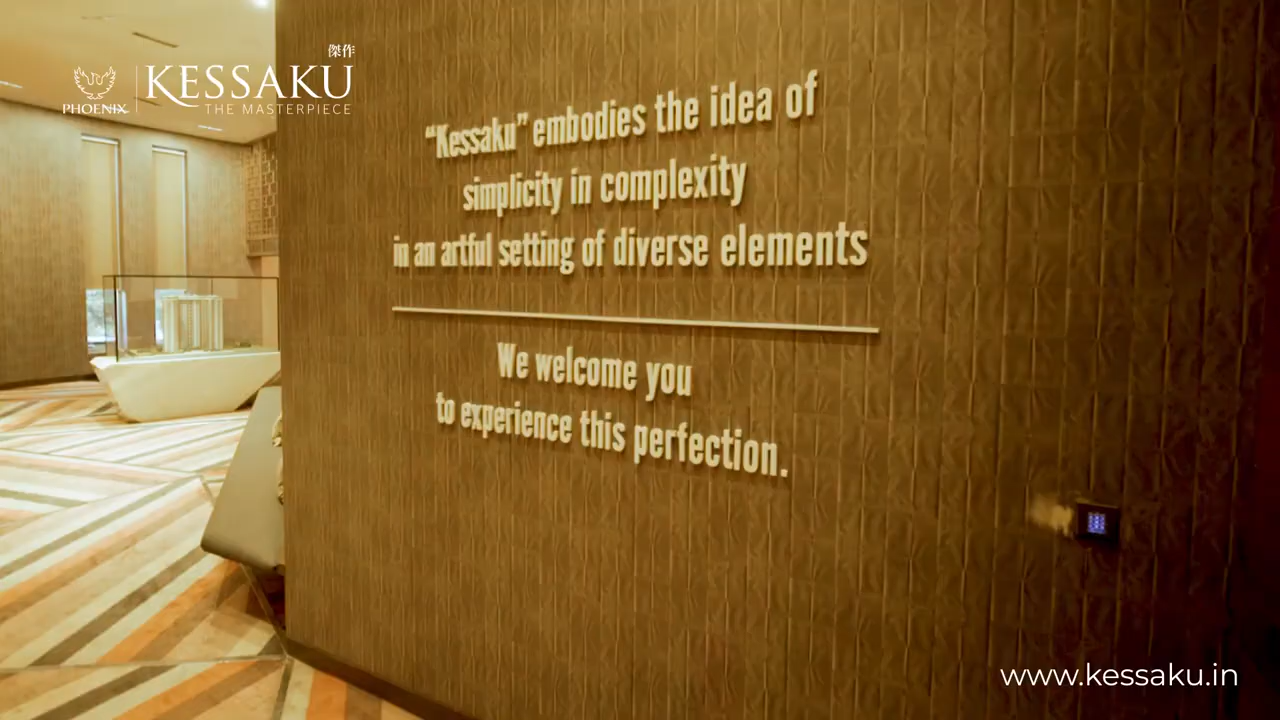 傑作
PHOENIX
KESSAKU
THE MASTERPIECE
“Kessaku” embodies the idea of
simplicity in complexity
in an artful setting of diverse elements
We welcome you
to experience this perfection.
www.kessaku.in